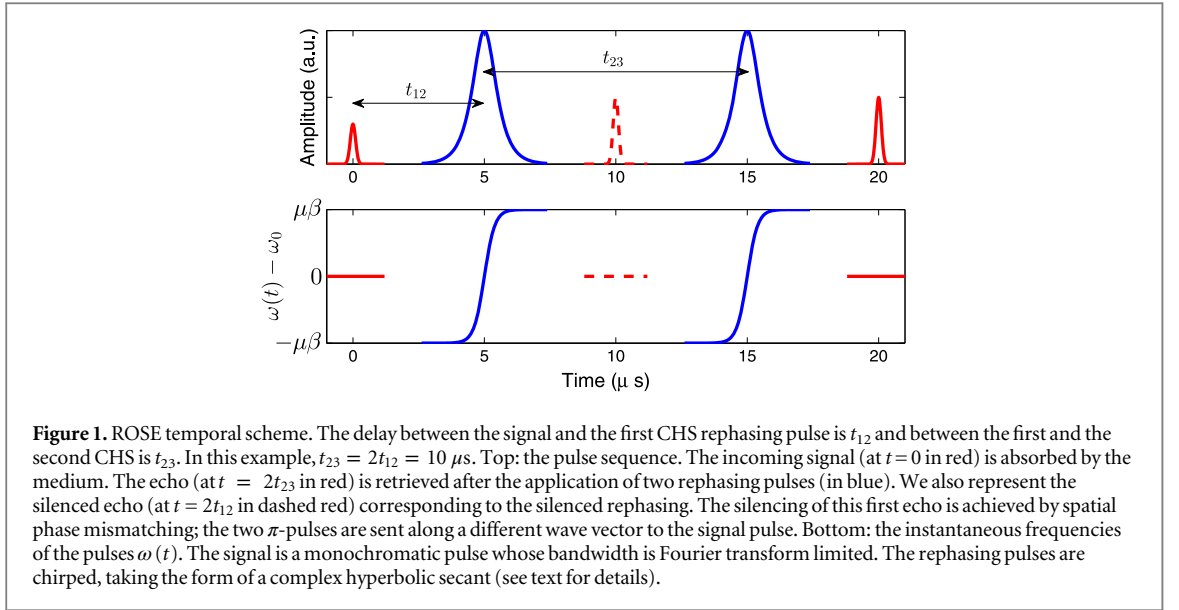 Amplitude (a.u.)
t₁₂
t₂₃
0 5 10 15 20
ω(t) − ω₀
μβ
0
−μβ
0 5 10 15 20
Time (μ s)
Figure 1. ROSE temporal scheme. The delay between the signal and the first CHS rephasing pulse is t₁₂ and between the first and the
second CHS is t₂₃. In this example, t₂₃ = 2t₁₂ = 10 μs. Top: the pulse sequence. The incoming signal (at t = 0 in red) is absorbed by the
medium. The echo (at t = 2t₂₃ in red) is retrieved after the application of two rephasing pulses (in blue). We also represent the
silenced echo (at t = 2t₁₂ in dashed red) corresponding to the silenced rephasing. The silencing of this first echo is achieved by spatial
phase mismatching; the two π-pulses are sent along a different wave vector to the signal pulse. Bottom: the instantaneous frequencies
of the pulses ω (t). The signal is a monochromatic pulse whose bandwidth is Fourier transform limited. The rephasing pulses are
chirped, taking the form of a complex hyperbolic secant (see text for details).